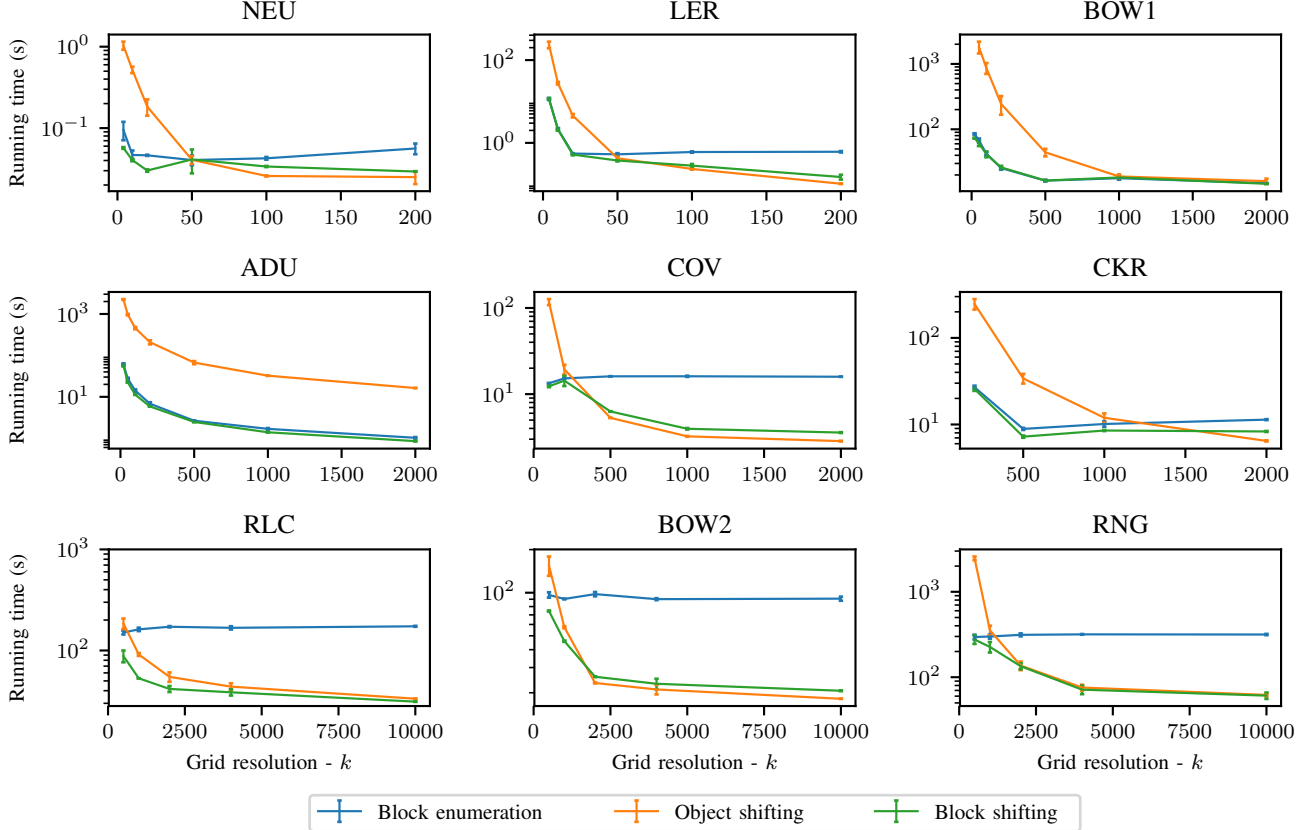 NEU LER BOW1
Running time (s)
10^0
10^-1
0 50 100 150 200
10^2
10^0
0 50 100 150 200
10^3
10^2
0 500 1000 1500 2000
ADU COV CKR
Running time (s)
10^3
10^1
0 500 1000 1500 2000
10^2
10^1
0 500 1000 1500 2000
10^2
10^1
500 1000 1500 2000
RLC BOW2 RNG
Running time (s)
10^3
10^2
0 2500 5000 7500 10000
10^2
0 2500 5000 7500 10000
10^3
10^2
0 2500 5000 7500 10000
Grid resolution - k Grid resolution - k Grid resolution - k
Block enumeration Object shifting Block shifting